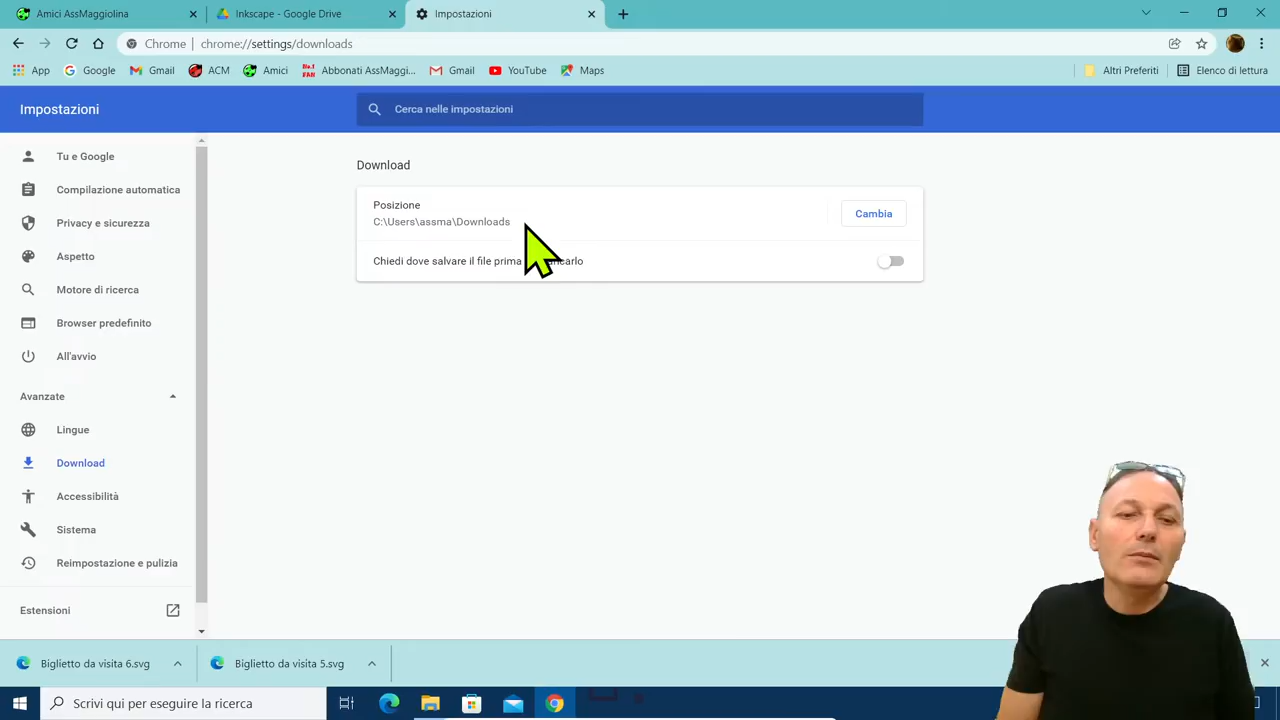 Amici AssMaggiolina
Inkscape - Google Drive
Impostazioni
Chrome
chrome://settings/downloads
App
Google
Gmail
ACM
Amici
No.1 FAN
Abbonati AssMaggi...
Gmail
YouTube
Maps
Altri Preferiti
Elenco di lettura
Impostazioni
Cerca nelle impostazioni
Tu e Google
Compilazione automatica
Privacy e sicurezza
Aspetto
Motore di ricerca
Browser predefinito
All'avvio
Avanzate
Lingue
Download
Accessibilità
Sistema
Reimpostazione e pulizia
Estensioni
Download
Posizione
C:\Users\assma\Downloads
Cambia
Chiedi dove salvare il file prima
Biglietto da visita 6.svg
Biglietto da visita 5.svg
Scrivi qui per eseguire la ricerca